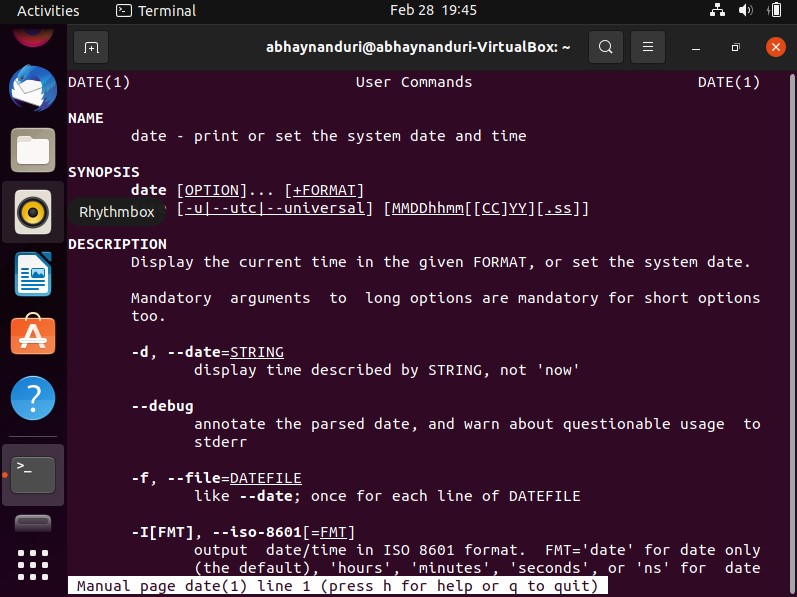 Activities Terminal Feb 28 19:45
abhaynanduri@abhaynanduri-VirtualBox: ~
DATE(1) User Commands DATE(1)
NAME
date - print or set the system date and time
SYNOPSIS
date [OPTION]... [+FORMAT]
Rhythmbox [-u|--utc|--universal] [MMDDhhmm[[CC]YY][.ss]]
DESCRIPTION
Display the current time in the given FORMAT, or set the system date.
Mandatory arguments to long options are mandatory for short options
too.
-d, --date=STRING
display time described by STRING, not 'now'
--debug
annotate the parsed date, and warn about questionable usage to
stderr
-f, --file=DATEFILE
like --date; once for each line of DATEFILE
-I[FMT], --iso-8601[=FMT]
output date/time in ISO 8601 format. FMT='date' for date only
(the default), 'hours', 'minutes', 'seconds', or 'ns' for date
Manual page date(1) line 1 (press h for help or q to quit)